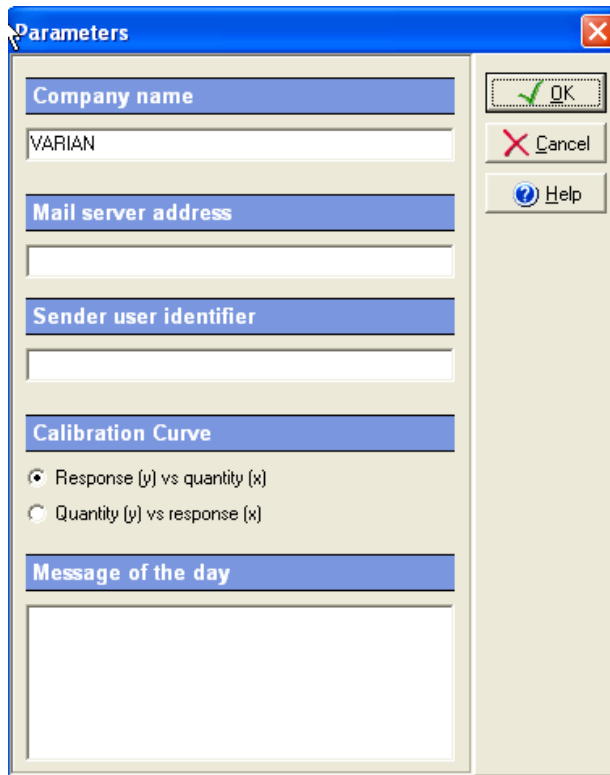 Parameters
Company name
VARIAN
Mail server address
Sender user identifier
Calibration Curve
Response (y) vs quantity (x)
Quantity (y) vs response (x)
Message of the day
OK
Cancel
Help